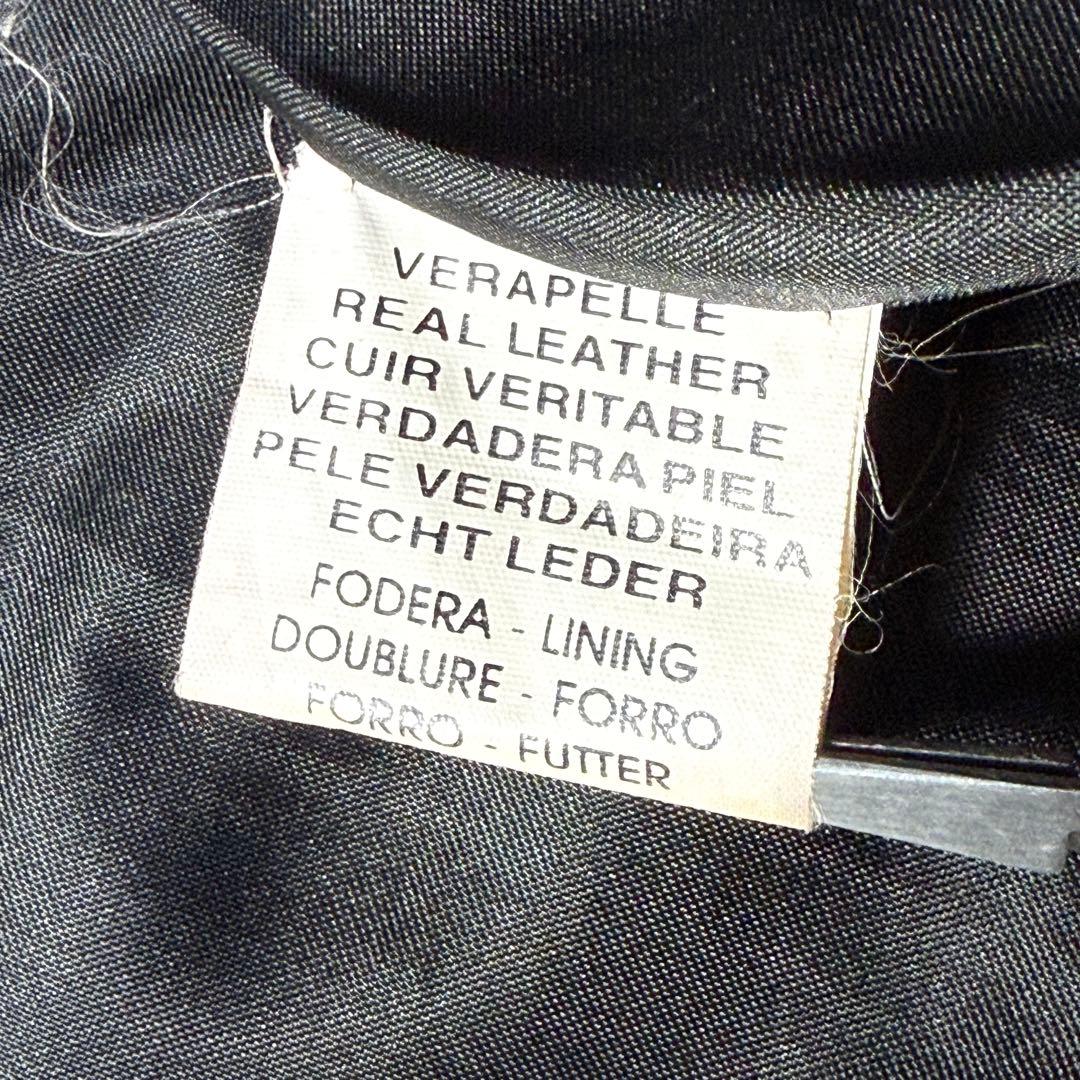 VERAPELLE
REAL LEATHER
CUIR VERITABLE
VERDADERA PIEL
PELE VERDADEIRA
ECHT LEDER
FODERA - LINING
DOUBLURE - FORRO
FORRO - FUTTER